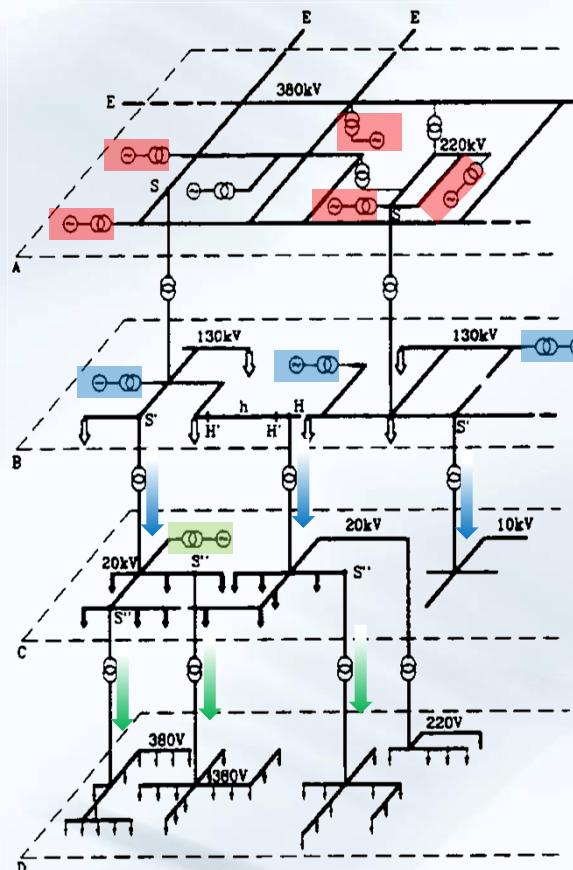 E E
380kV
E
220kV
S
S
A
130kV 130kV
S' h H S'
H' H'
B
20kV 10kV
20kV S'' S''
S''
C
220V
380V
380V
D